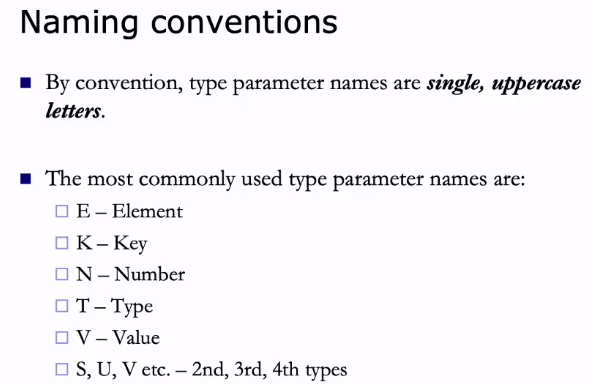 Naming conventions
By convention, type parameter names are single, uppercase
letters.
The most commonly used type parameter names are:
E – Element
K – Key
N – Number
T – Type
V – Value
S, U, V etc. – 2nd, 3rd, 4th types